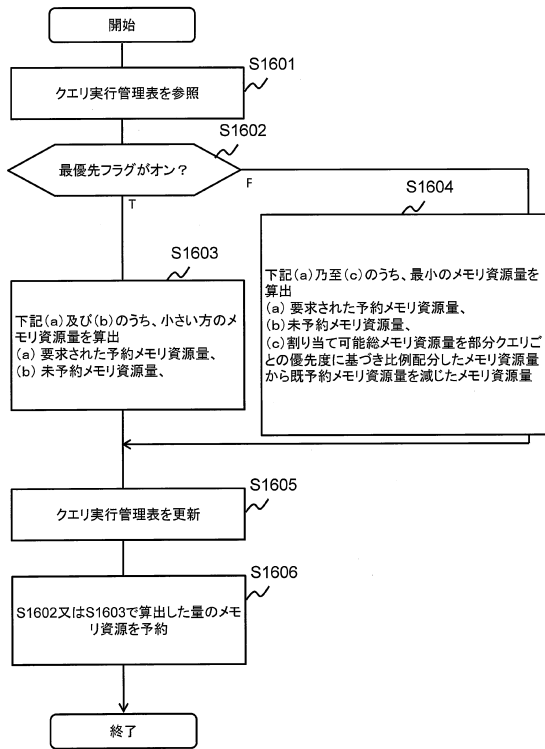 開始
S1601
クエリ実行管理表を参照
S1602
最優先フラグがオン?
F
T
S1604
下記(a)乃至(c)のうち、最小のメモリ資源量を
算出
(a) 要求された予約メモリ資源量、
(b) 未予約メモリ資源量、
(c) 割り当て可能総メモリ資源量を部分クエリご
との優先度に基づき比例配分したメモリ資源量
から既予約メモリ資源量を減じたメモリ資源量
S1603
下記(a)及び(b)のうち、小さい方のメ
モリ資源量を算出
(a) 要求された予約メモリ資源量、
(b) 未予約メモリ資源量、
S1605
クエリ実行管理表を更新
S1606
S1602又はS1603で算出した量のメモ
リ資源を予約
終了